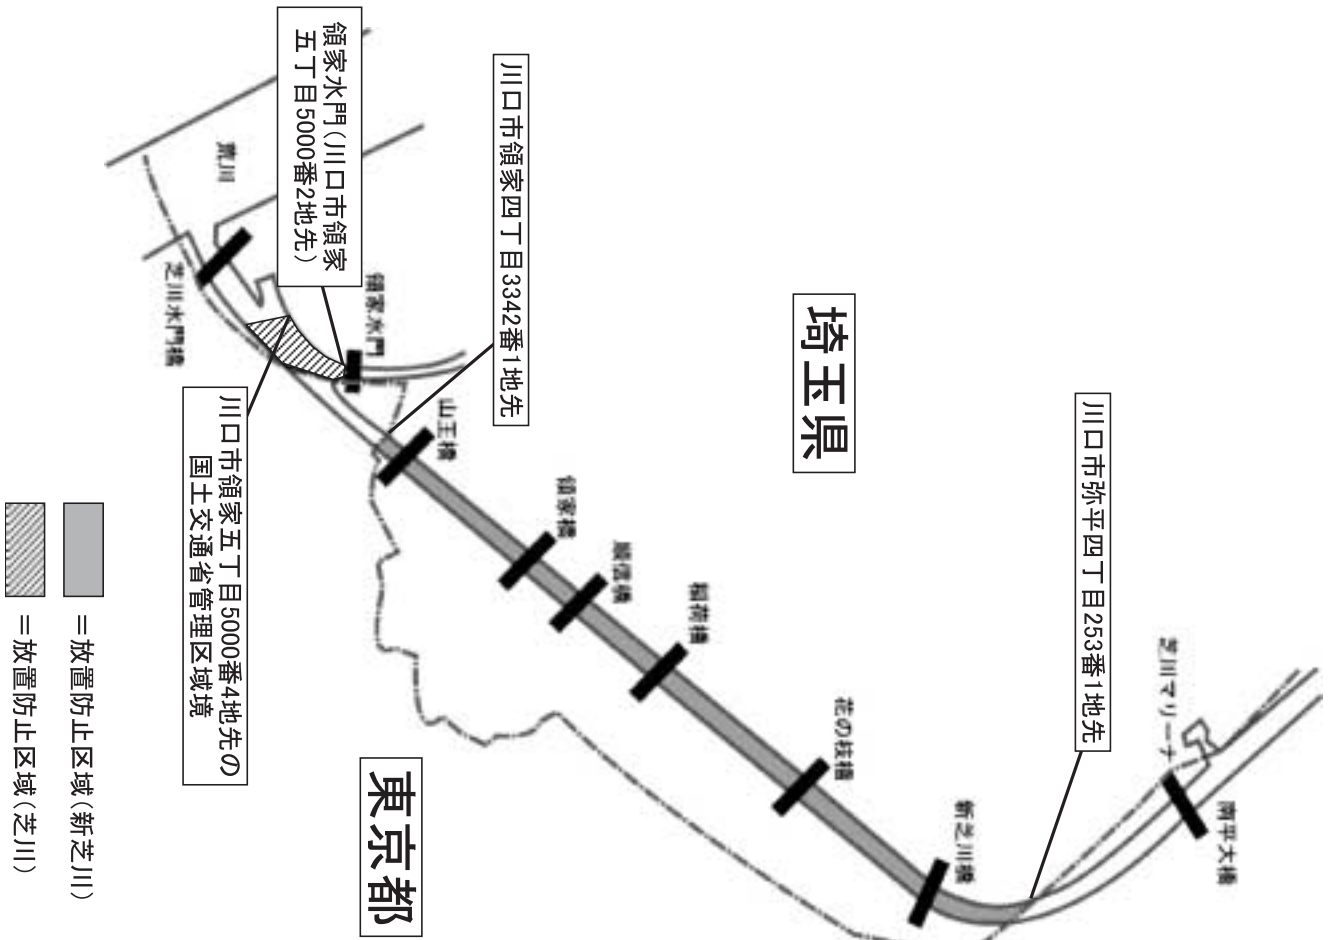 埼玉県
東京都
川口市弥平四丁目253番1地先
川口市領家四丁目3342番1地先
領家水門(川口市領家
五丁目5000番2地先)
川口市領家五丁目5000番4地先の
国土交通省管理区域境
芝川マリーナ
南平大橋
新芝川橋
花の枝橋
稲荷橋
順信橋
領家橋
山王橋
領家水門
芝川水門橋
荒川
=放置防止区域(新芝川)
=放置防止区域(芝川)